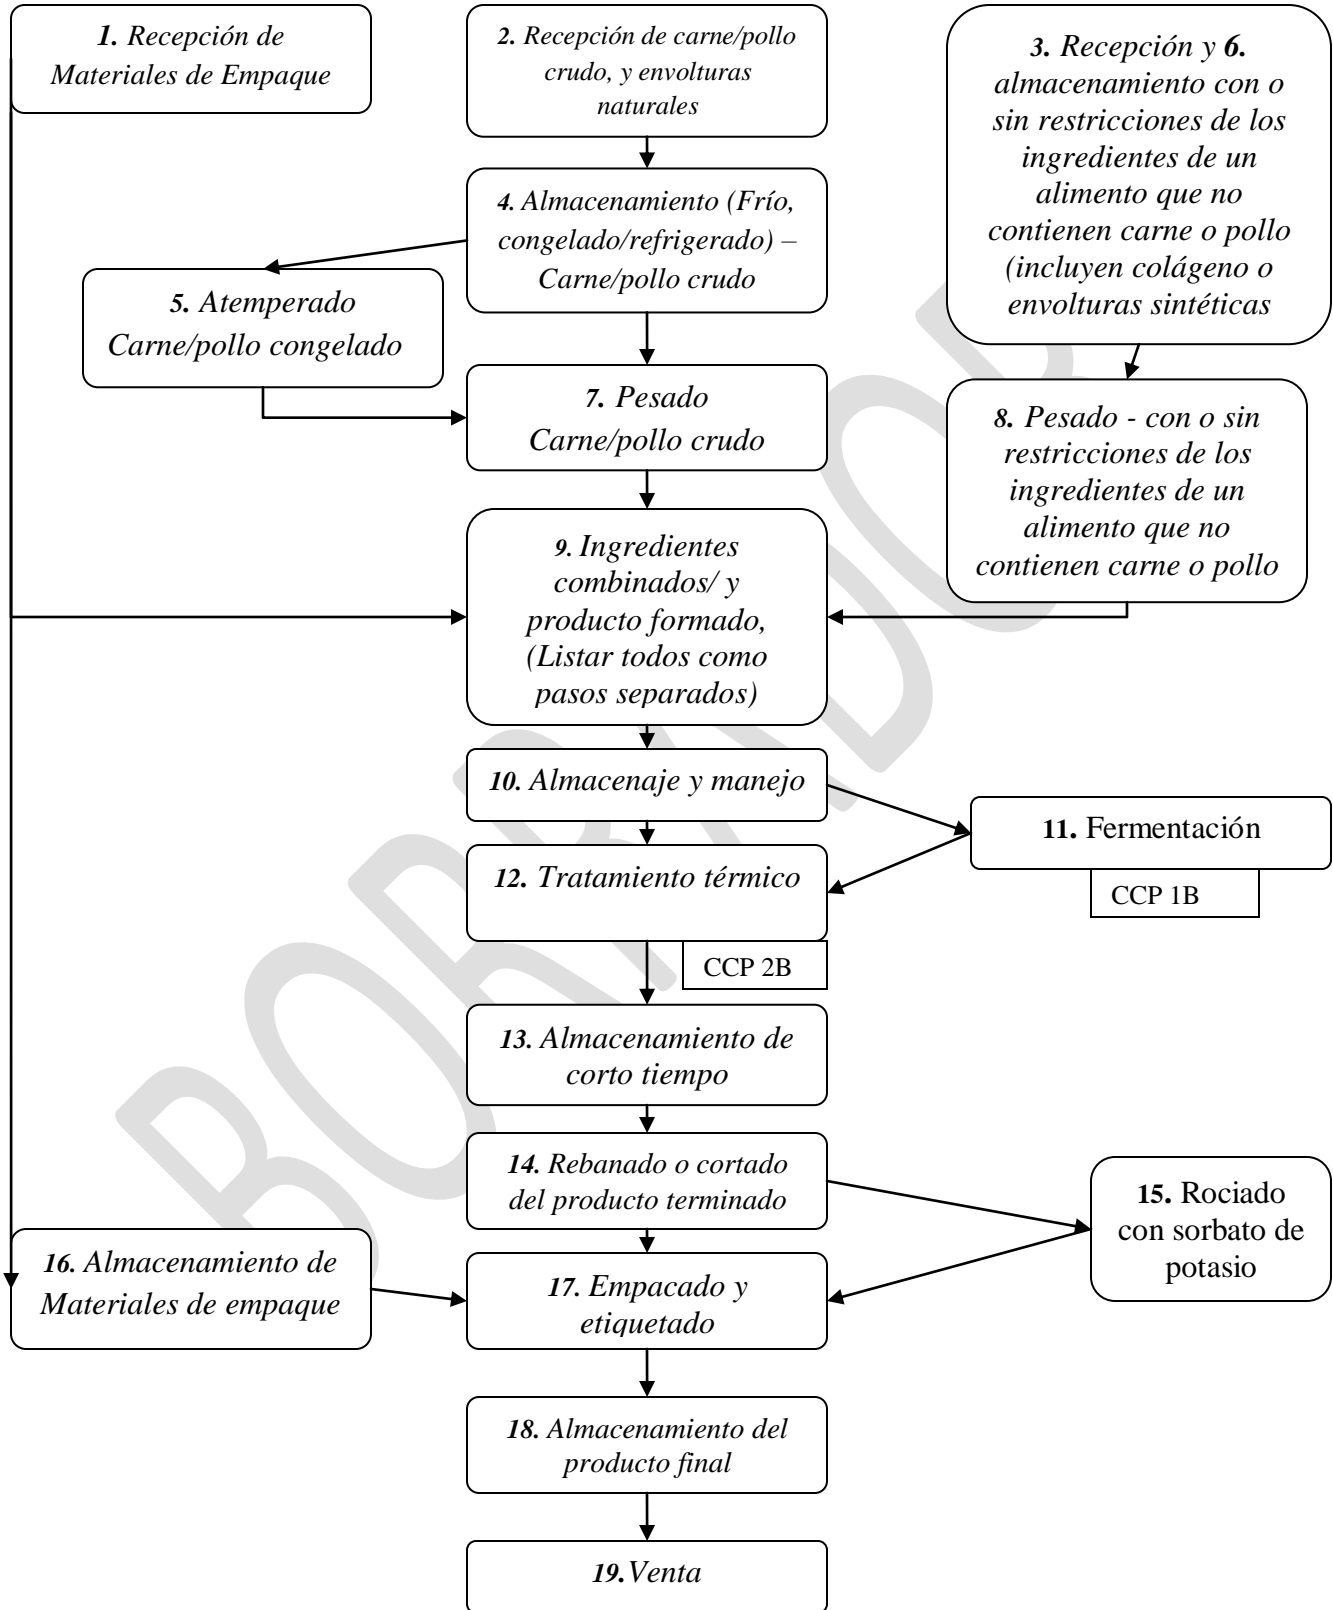 1. Recepción de
Materiales de Empaque
2. Recepción de carne/pollo
crudo, y envolturas
naturales
3. Recepción y 6.
almacenamiento con o
sin restricciones de los
ingredientes de un
alimento que no
contienen carne o pollo
(incluyen colágeno o
envolturas sintéticas
4. Almacenamiento (Frío,
congelado/refrigerado) –
Carne/pollo crudo
5. Atemperado
Carne/pollo congelado
7. Pesado
Carne/pollo crudo
8. Pesado - con o sin
restricciones de los
ingredientes de un
alimento que no
contienen carne o pollo
9. Ingredientes
combinados/ y
producto formado,
(Listar todos como
pasos separados)
10. Almacenaje y manejo
11. Fermentación
CCP 1B
12. Tratamiento térmico
CCP 2B
13. Almacenamiento de
corto tiempo
14. Rebanado o cortado
del producto terminado
15. Rociado
con sorbato de
potasio
16. Almacenamiento de
Materiales de empaque
17. Empacado y
etiquetado
18. Almacenamiento del
producto final
19.Venta
BORRADOR